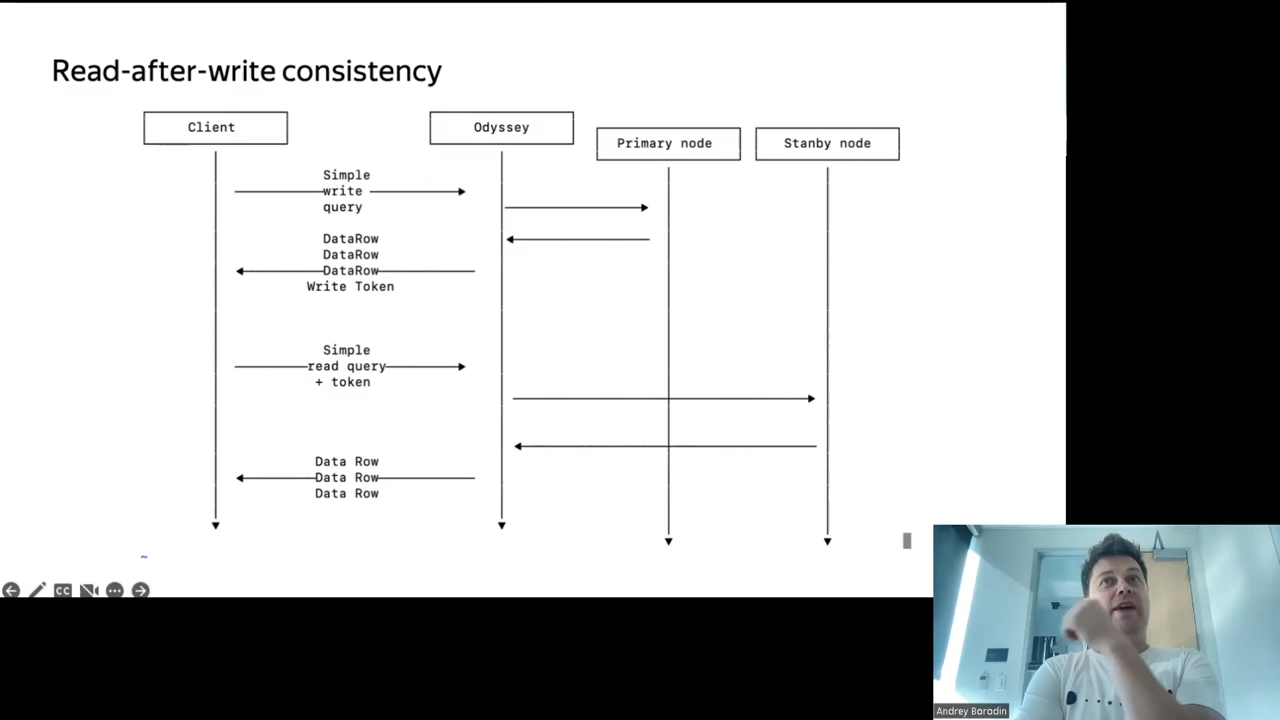 Read-after-write consistency
Client
Odyssey
Primary node
Stanby node
Simple
write
query
DataRow
DataRow
DataRow
Write Token
Simple
read query
+ token
Data Row
Data Row
Data Row
CC
Andrey Borodin